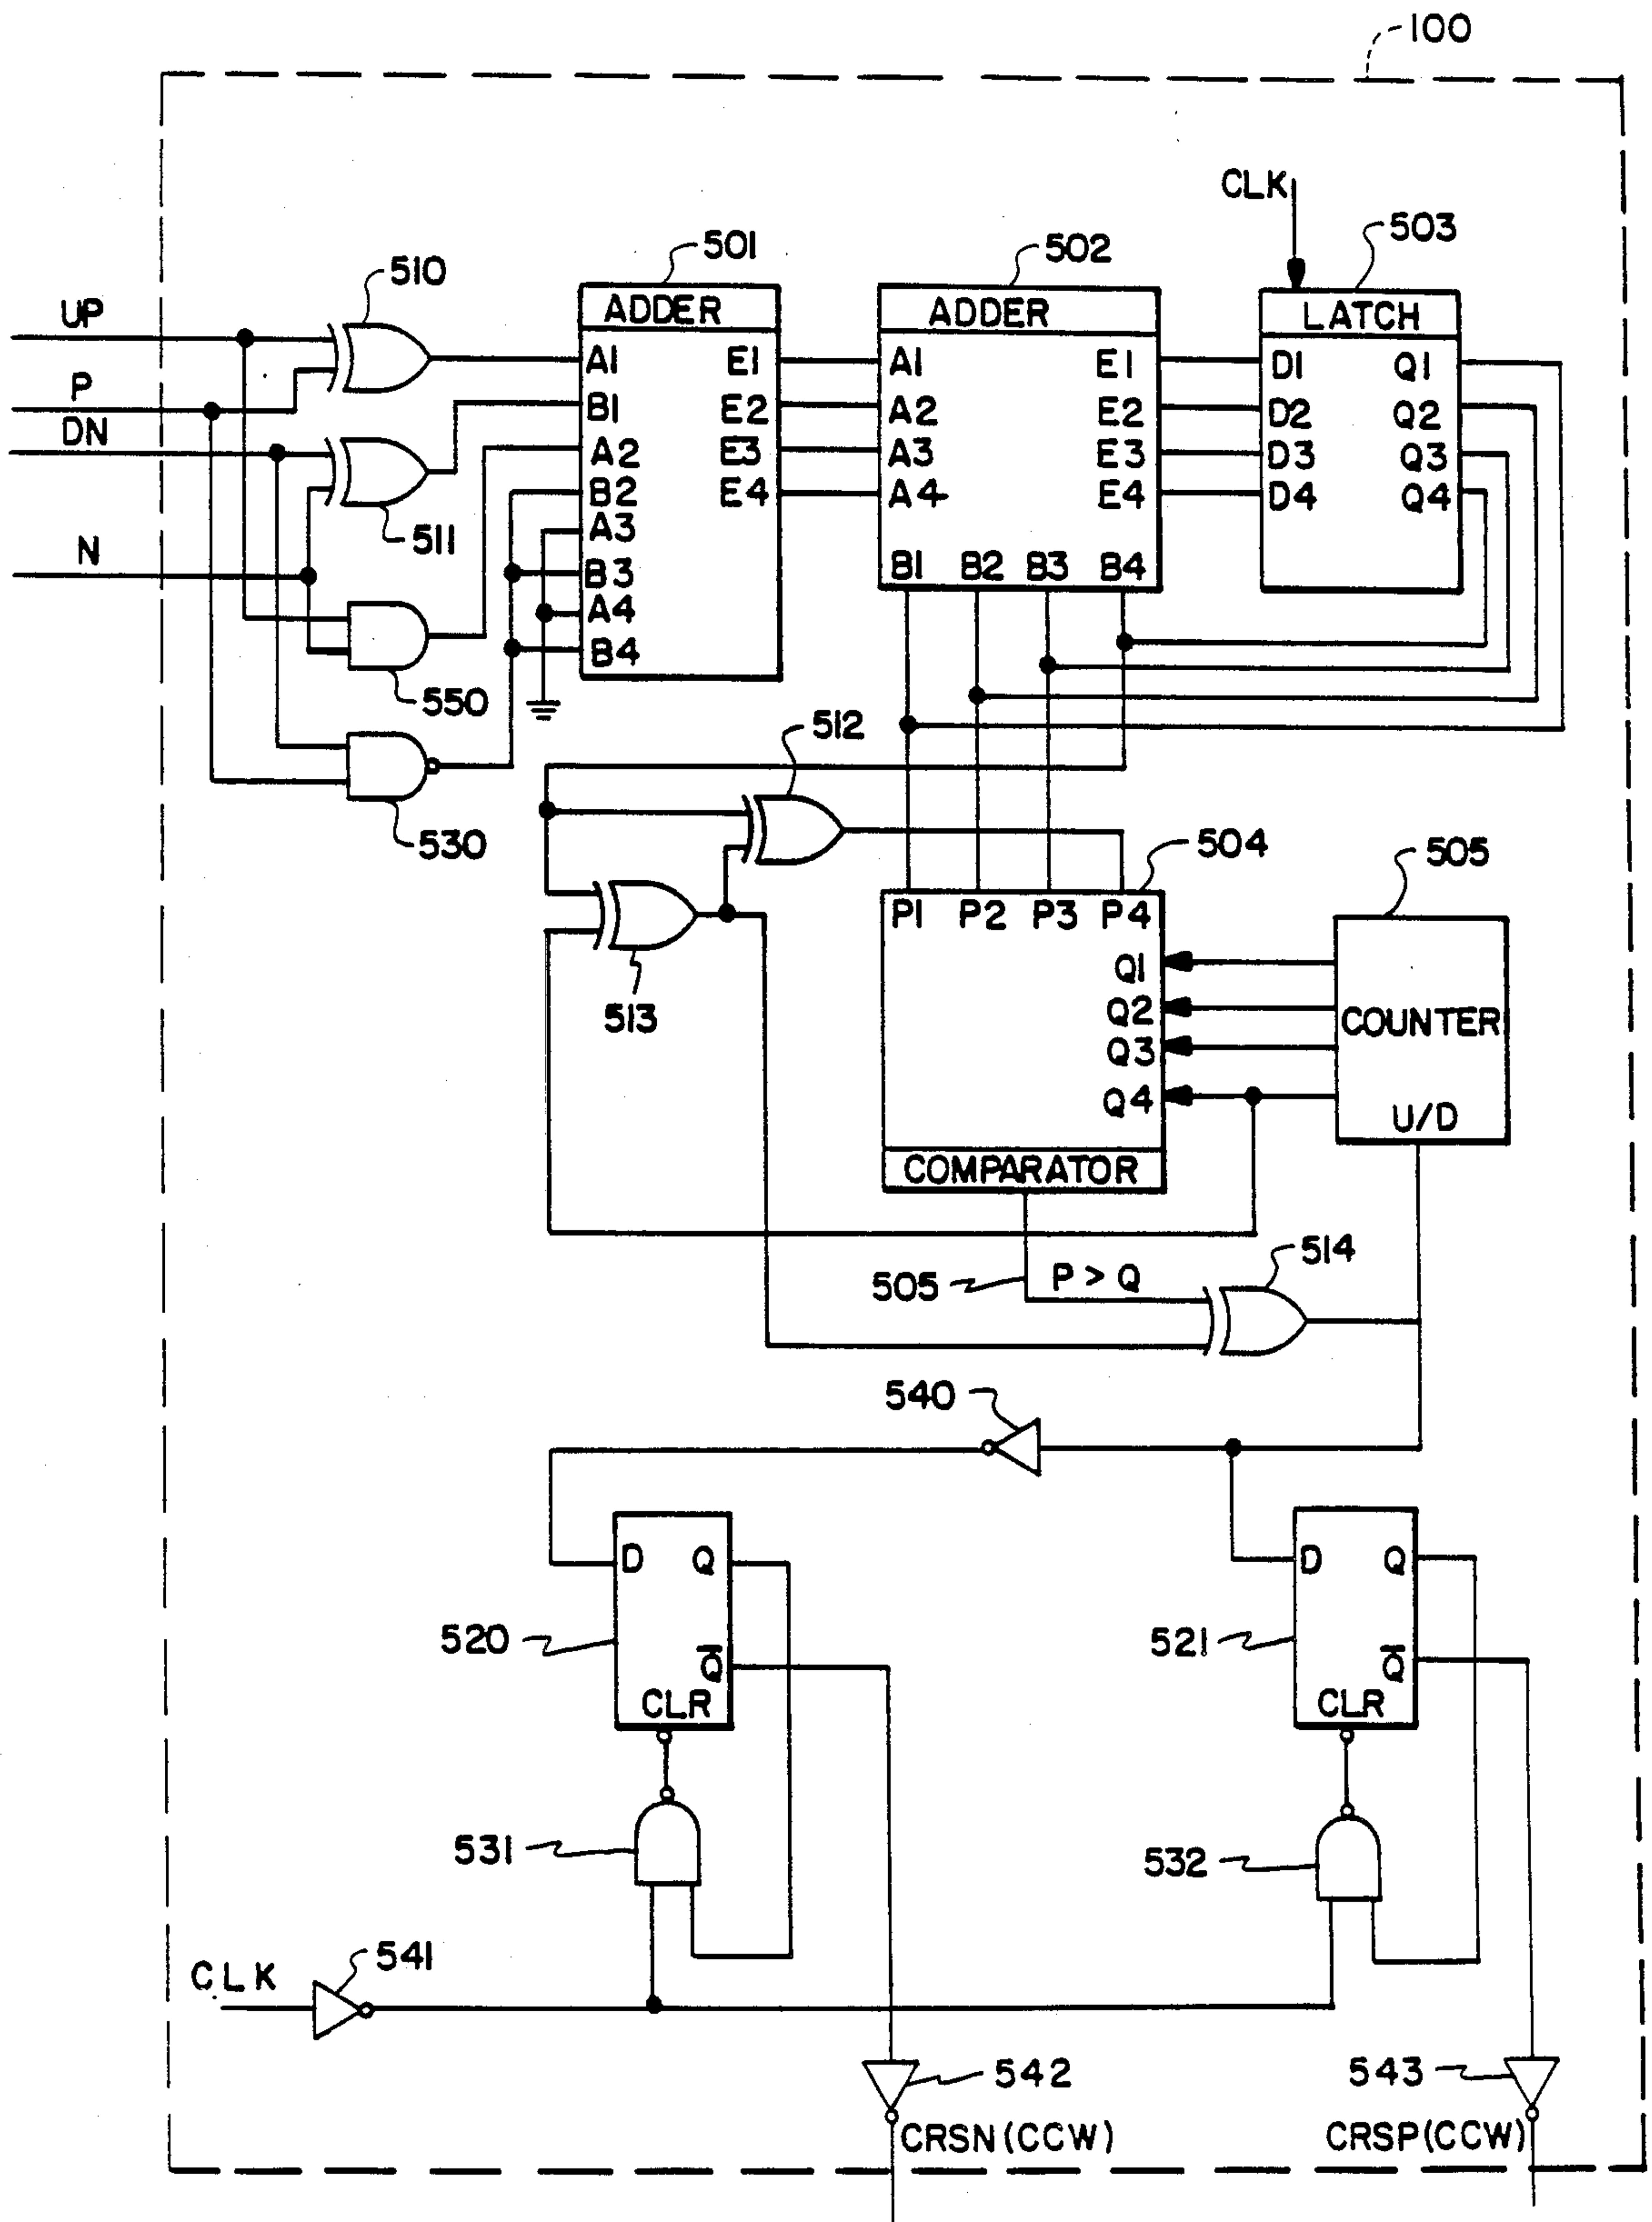 100
CLK
501
502
503
510
UP
ADDER
ADDER
LATCH
A1 E1
A1 E1
D1 Q1
P
B1 E2
A2 E2
D2 Q2
DN
A2 E3
A3 E3
D3 Q3
B2 E4
A4 E4
D4 Q4
A3
511
N
B3
B1 B2 B3 B4
A4
B4
550
512
530
504
505
P1 P2 P3 P4
Q1
513
Q2
COUNTER
Q3
Q4
U/D
COMPARATOR
514
505
P > Q
540
D Q
D Q
520
521
Q̅
Q̅
CLR
CLR
531
532
541
CLK
542
543
CRSN (CCW)
CRSP (CCW)